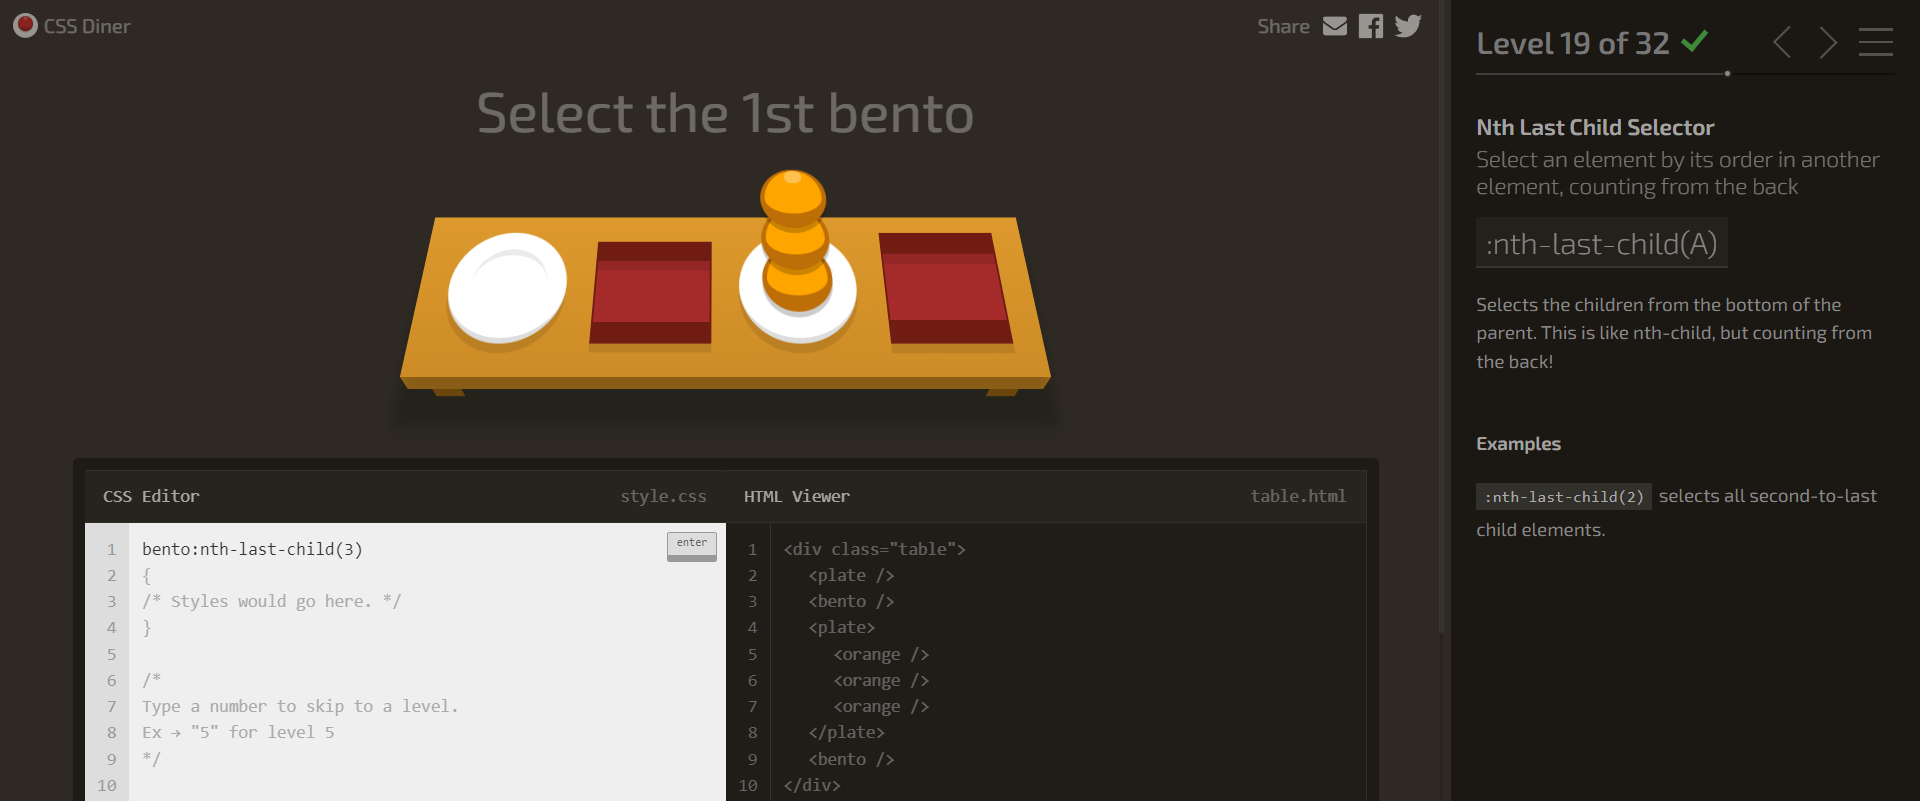 CSS Diner
Share
Select the 1st bento
CSS Editor style.css
1 bento:nth-last-child(3)
enter
2 {
3 /* Styles would go here. */
4 }
5
6 /*
7 Type a number to skip to a level.
8 Ex → "5" for level 5
9 */
10
HTML Viewer table.html
1 <div class="table">
2 <plate />
3 <bento />
4 <plate>
5 <orange />
6 <orange />
7 <orange />
8 </plate>
9 <bento />
10 </div>
Level 19 of 32
Nth Last Child Selector
Select an element by its order in another
element, counting from the back
:nth-last-child(A)
Selects the children from the bottom of the
parent. This is like nth-child, but counting from
the back!
Examples
:nth-last-child(2) selects all second-to-last
child elements.